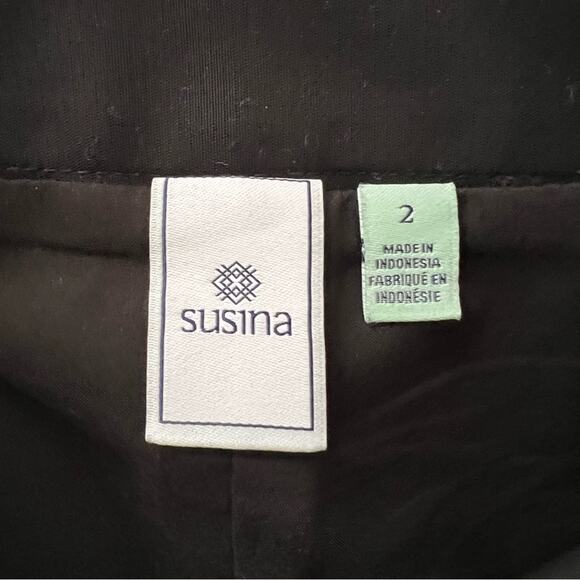 susina
2
MADE IN
INDONESIA
FABRIQUÉ EN
INDONÉSIE